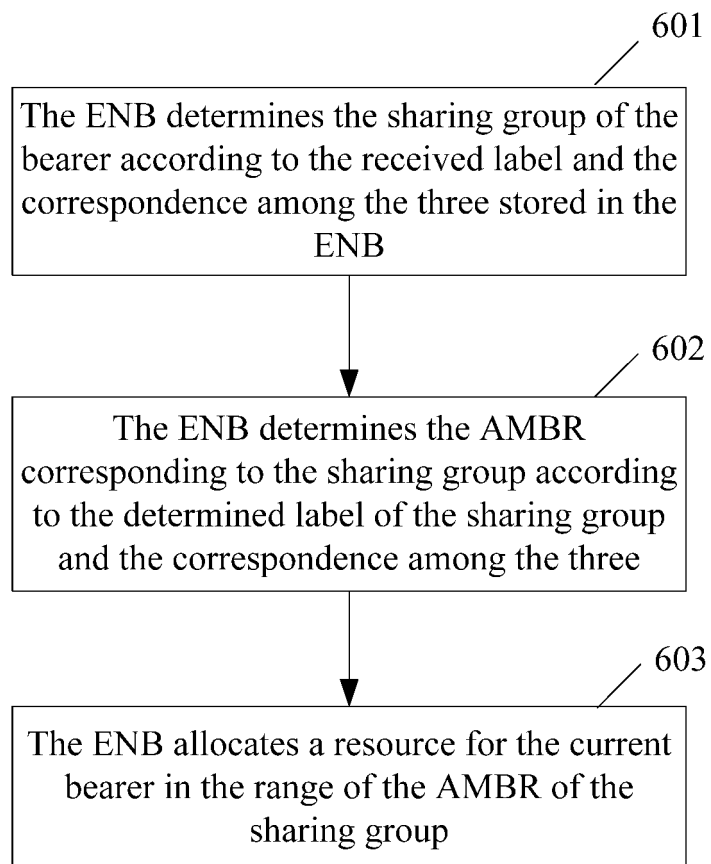 601
The ENB determines the sharing group of the
bearer according to the received label and the
correspondence among the three stored in the
ENB
602
The ENB determines the AMBR
corresponding to the sharing group according
to the determined label of the sharing group
and the correspondence among the three
603
The ENB allocates a resource for the current
bearer in the range of the AMBR of the
sharing group